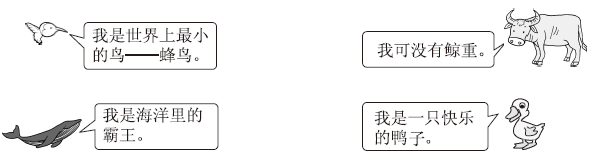 我是世界上最小
的鸟——蜂鸟。
我可没有鲸重。
我是海洋里的
霸王。
我是一只快乐
的鸭子。